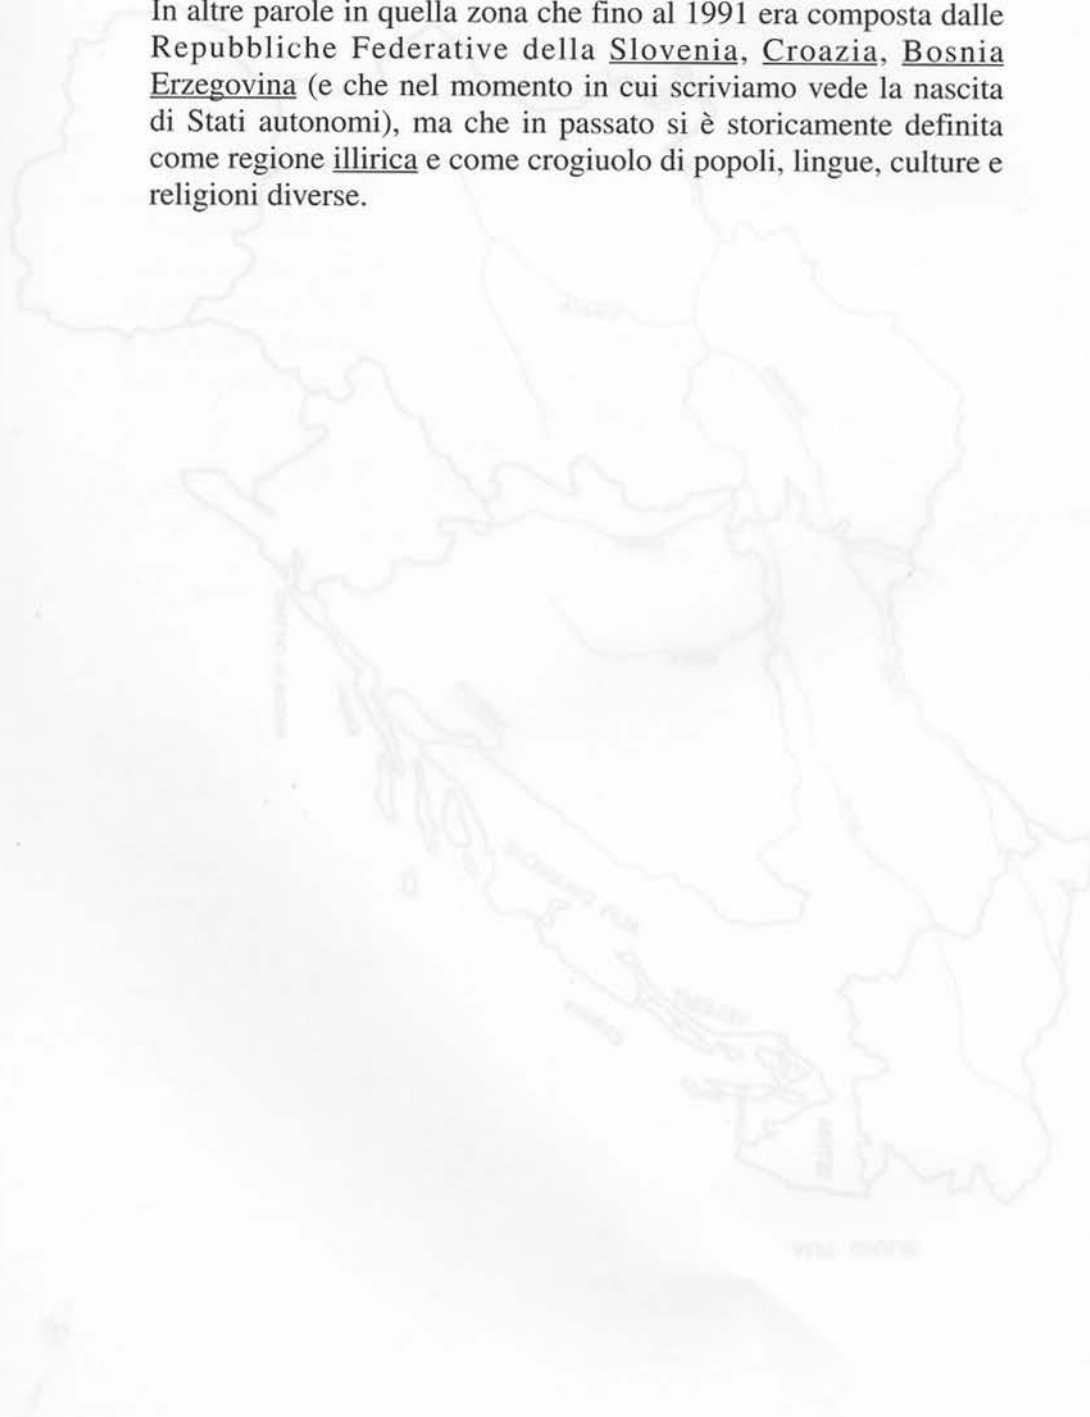 In altre parole in quella zona che fino al 1991 era composta dalle
Repubbliche Federative della Slovenia, Croazia, Bosnia
Erzegovina (e che nel momento in cui scriviamo vede la nascita
di Stati autonomi), ma che in passato si è storicamente definita
come regione illirica e come crogiuolo di popoli, lingue, culture e
religioni diverse.